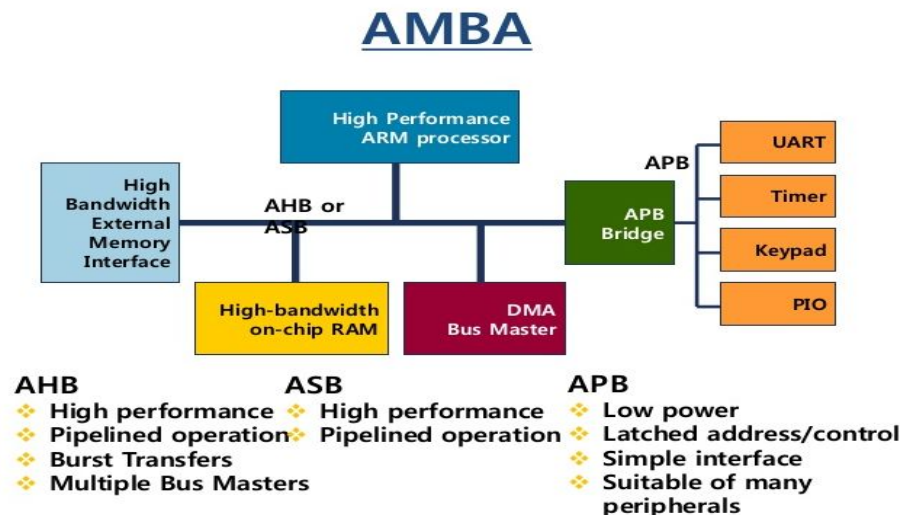 AMBA
High Performance
ARM processor
High
Bandwidth
External
Memory
Interface
AHB or
ASB
APB
APB
Bridge
UART
Timer
Keypad
PIO
High-bandwidth
on-chip RAM
DMA
Bus Master
AHB
High performance
Pipelined operation
Burst Transfers
Multiple Bus Masters
ASB
High performance
Pipelined operation
APB
Low power
Latched address/control
Simple interface
Suitable of many
peripherals